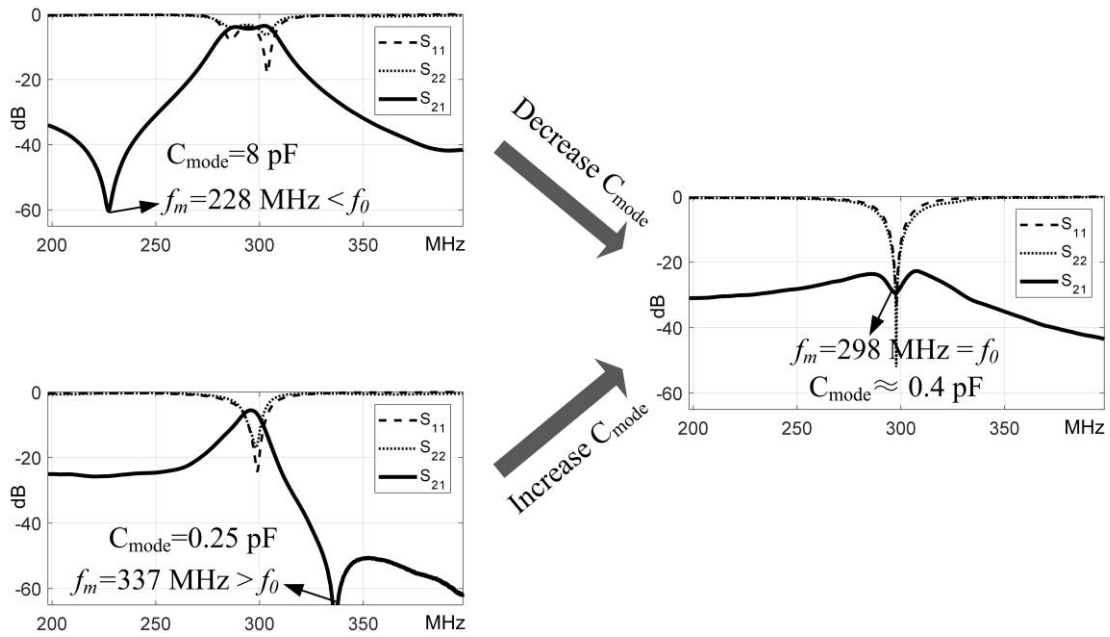 0
-20
-40
-60
dB
S11
S22
S21
Cmode=8 pF
fm=228 MHz < f0
200 250 300 350 MHz
Decrease Cmode
0
-20
-40
-60
dB
S11
S22
S21
fm=298 MHz = f0
Cmode≈ 0.4 pF
200 250 300 350 MHz
0
-20
-40
-60
dB
S11
S22
S21
Cmode=0.25 pF
fm=337 MHz > f0
200 250 300 350 MHz
Increase Cmode